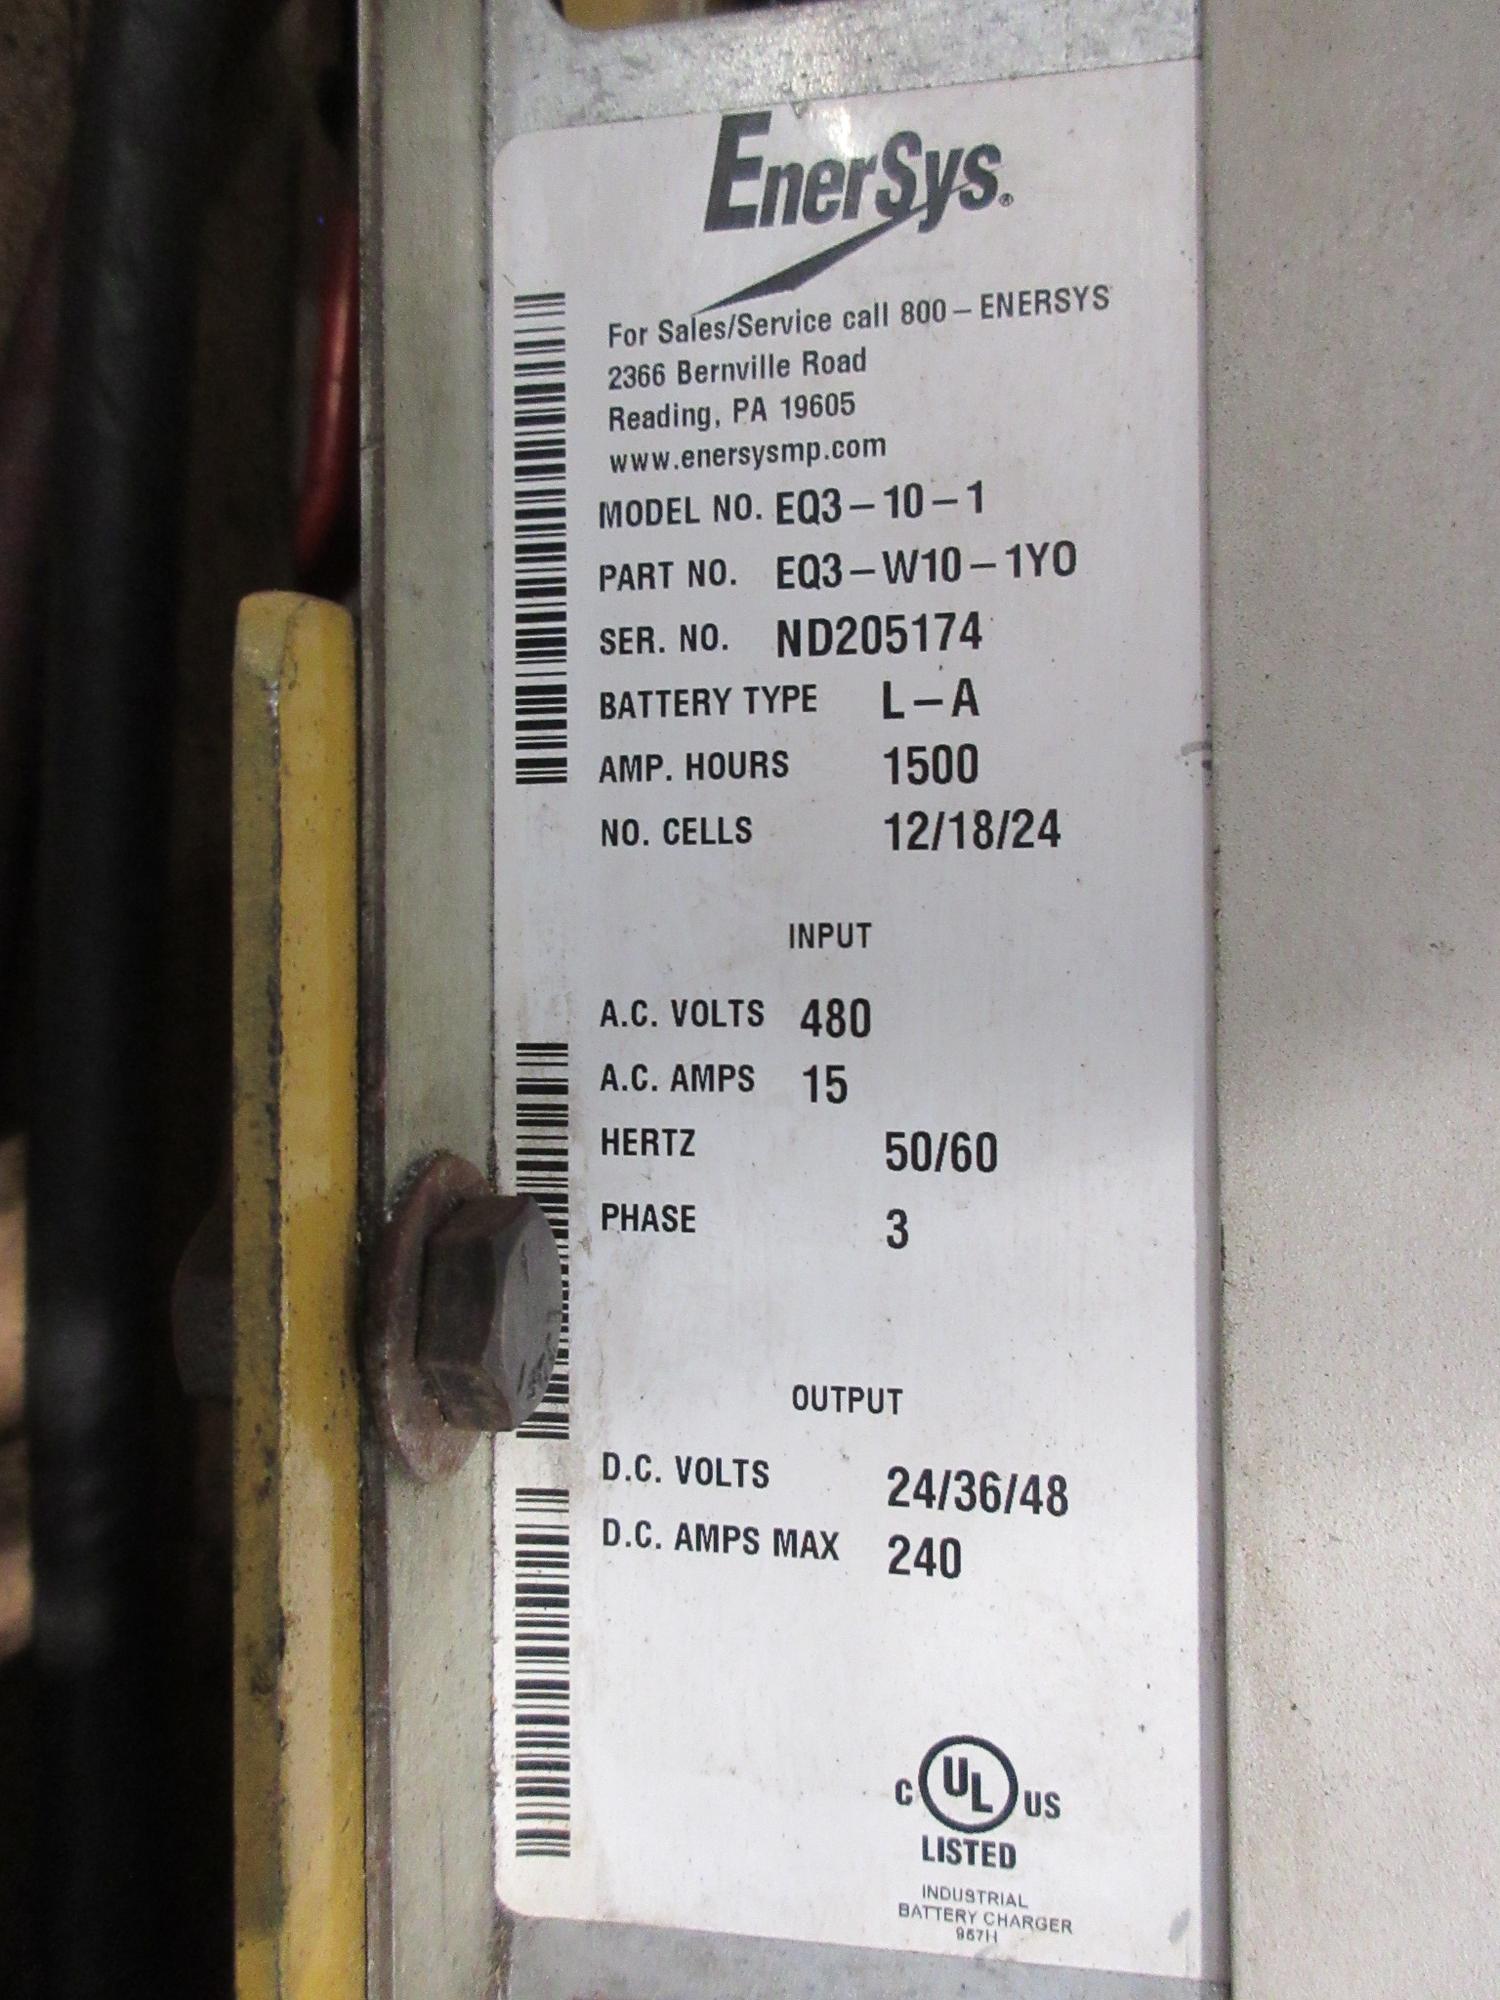 EnerSys®
For Sales/Service call 800 – ENERSYS
2366 Bernville Road
Reading, PA 19605
www.enersysmp.com
MODEL NO. EQ3 – 10 – 1
PART NO. EQ3 – W10 – 1YO
SER. NO. ND205174
BATTERY TYPE L – A
AMP. HOURS 1500
NO. CELLS 12/18/24
INPUT
A.C. VOLTS 480
A.C. AMPS 15
HERTZ 50/60
PHASE 3
OUTPUT
D.C. VOLTS 24/36/48
D.C. AMPS MAX 240
C UL US
LISTED
INDUSTRIAL
BATTERY CHARGER
957H